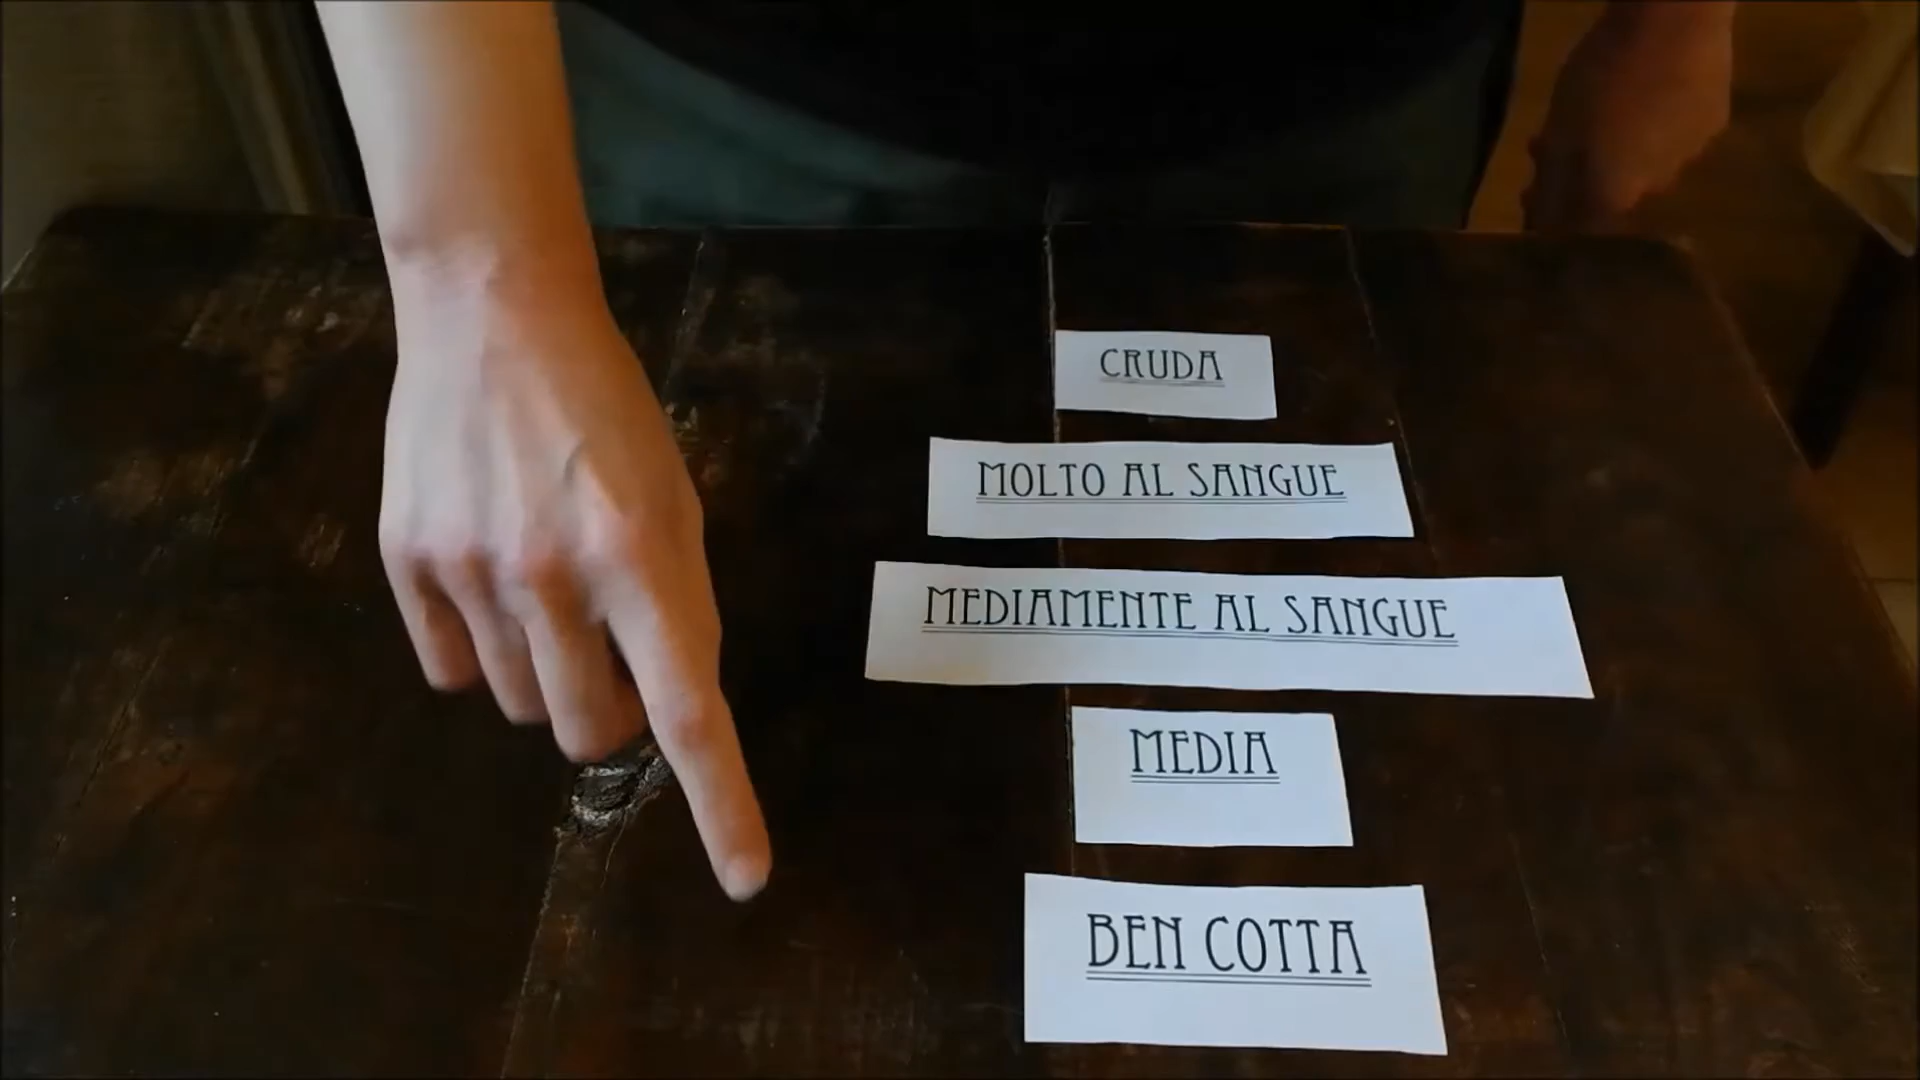 CRUDA
MOLTO AL SANGUE
MEDIAMENTE AL SANGUE
MEDIA
BEN COTTA